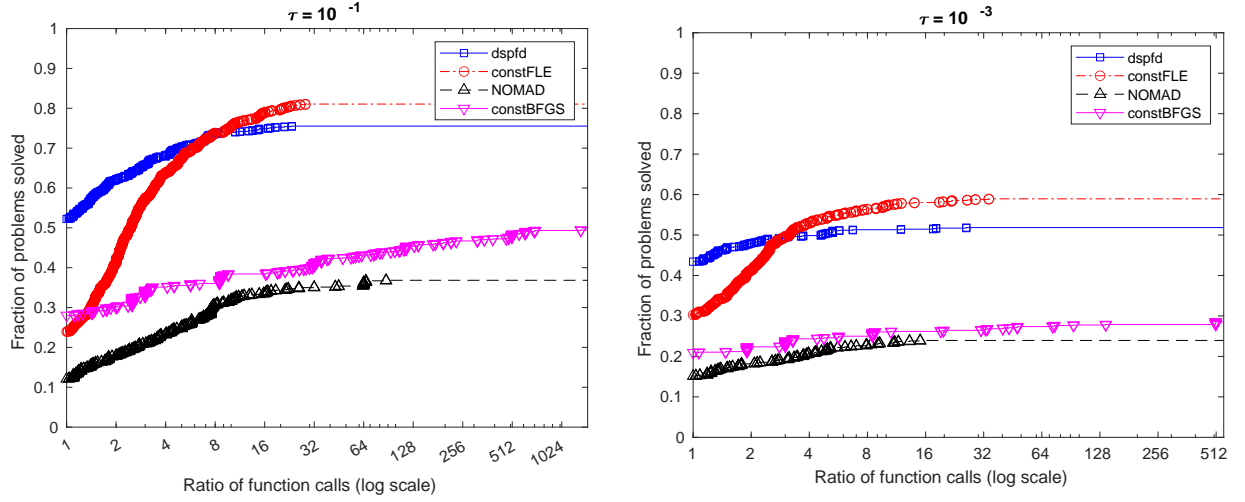 τ = 10 -1
1
0.9
0.8
0.7
0.6
0.5
0.4
0.3
0.2
0.1
0
Fraction of problems solved
dspfd
constFLE
NOMAD
constBFGS
1 2 4 8 16 32 64 128 256 512 1024
Ratio of function calls (log scale)
τ = 10 -3
1
0.9
0.8
0.7
0.6
0.5
0.4
0.3
0.2
0.1
0
Fraction of problems solved
dspfd
constFLE
NOMAD
constBFGS
1 2 4 8 16 32 64 128 256 512
Ratio of function calls (log scale)